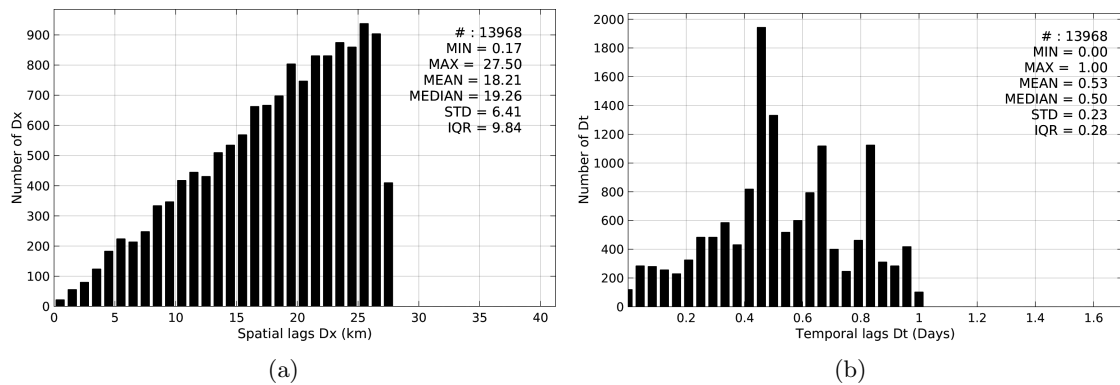 900
800
700
600
500
400
300
200
100
0
Number of Dx
# : 13968
MIN = 0.17
MAX = 27.50
MEAN = 18.21
MEDIAN = 19.26
STD = 6.41
IQR = 9.84
0 5 10 15 20 25 30 35 40
Spatial lags Dx (km)
(a)
2000
1800
1600
1400
1200
1000
800
600
400
200
0
Number of Dt
# : 13968
MIN = 0.00
MAX = 1.00
MEAN = 0.53
MEDIAN = 0.50
STD = 0.23
IQR = 0.28
0.2 0.4 0.6 0.8 1 1.2 1.4 1.6
Temporal lags Dt (Days)
(b)